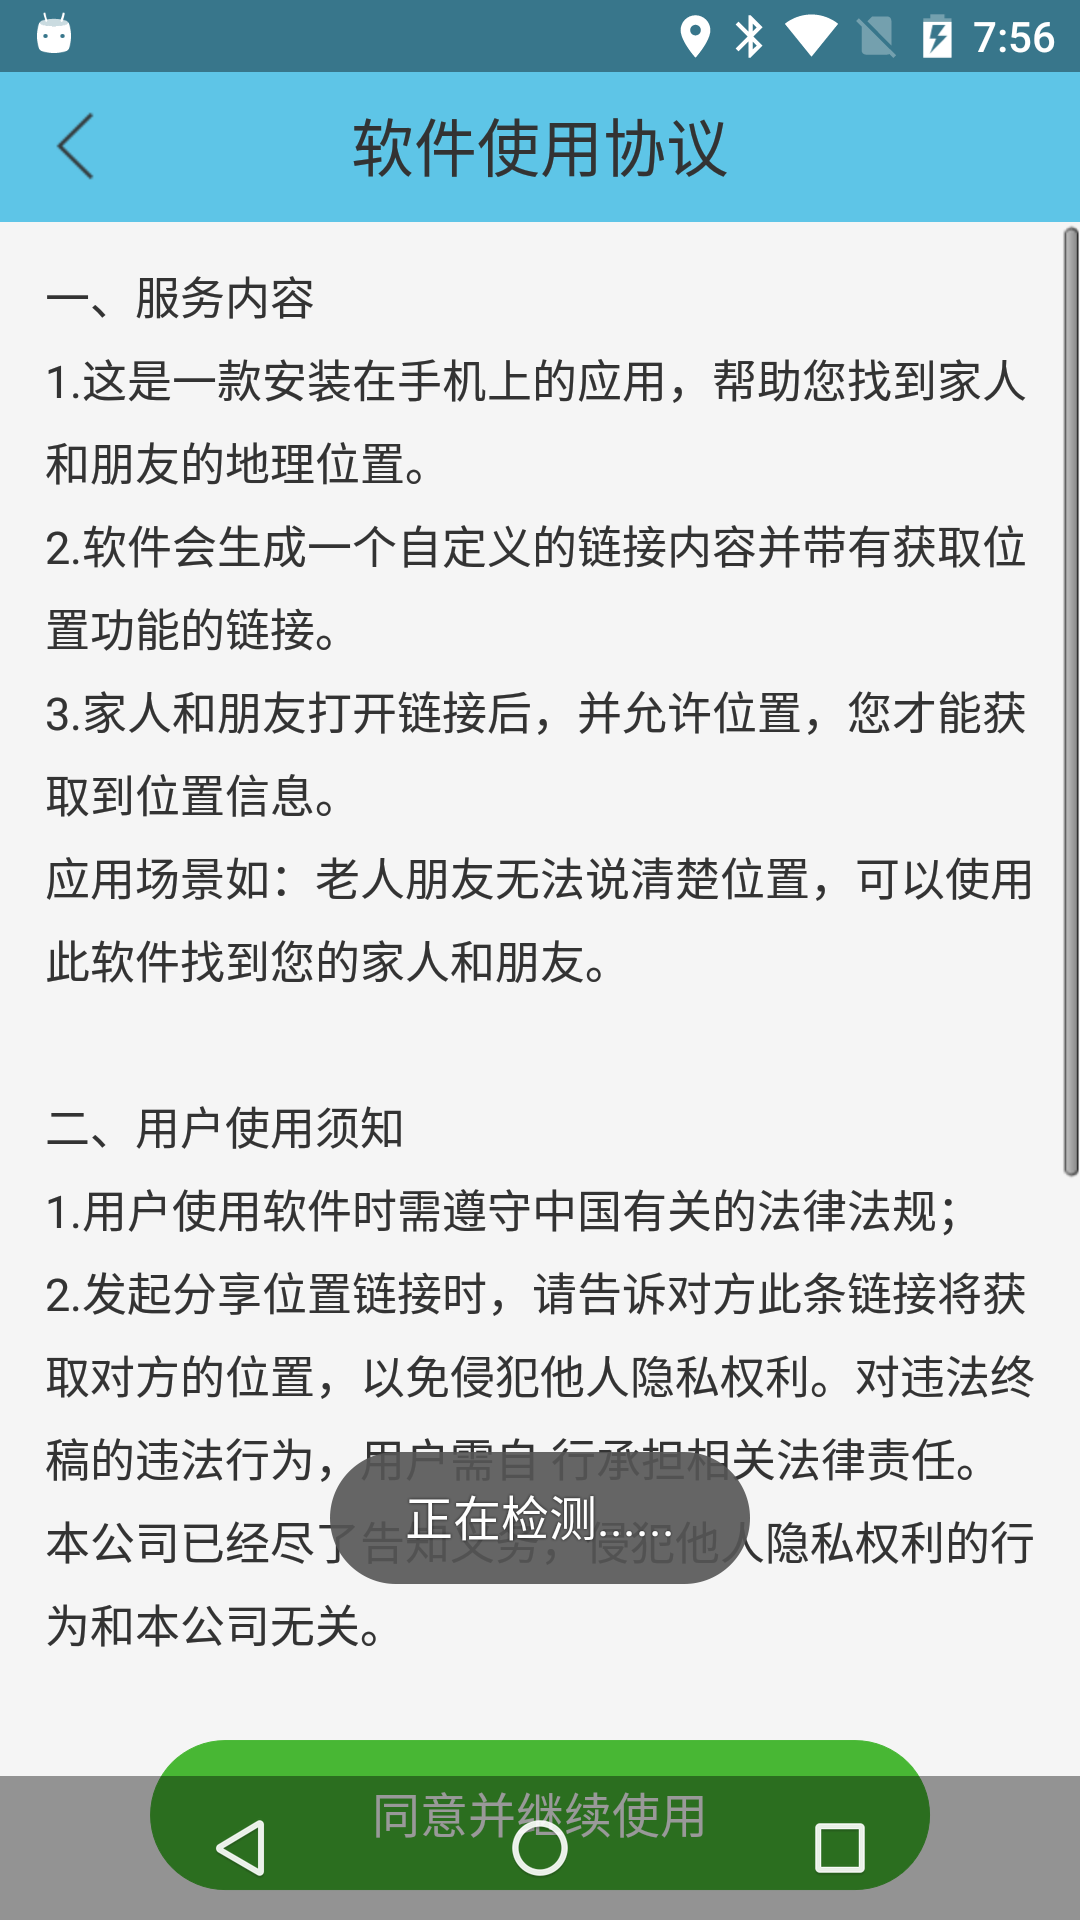 7:56
软件使用协议
一、服务内容
1.这是一款安装在手机上的应用，帮助您找到家人
和朋友的地理位置。
2.软件会生成一个自定义的链接内容并带有获取位
置功能的链接。
3.家人和朋友打开链接后，并允许位置，您才能获
取到位置信息。
应用场景如：老人朋友无法说清楚位置，可以使用
此软件找到您的家人和朋友。
二、用户使用须知
1.用户使用软件时需遵守中国有关的法律法规；
2.发起分享位置链接时，请告诉对方此条链接将获
取对方的位置，以免侵犯他人隐私权利。对违法终
稿的违法行为，用户需自 行承担相关法律责任。
正在检测......
本公司已经尽了告知义务，侵犯他人隐私权利的行
为和本公司无关。
同意并继续使用